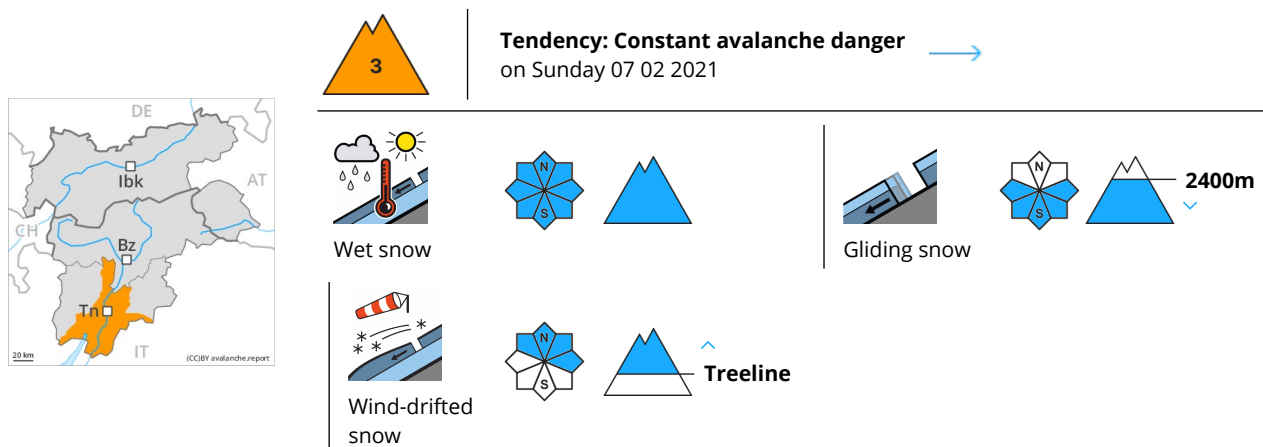 3
Tendency: Constant avalanche danger
on Sunday 07 02 2021
DE
Ibk
AT
CH
Bz
Tn
IT
20 km
(CC)BY avalanche.report
N
S
Wet snow
N
S
2400m
Gliding snow
N
S
Treeline
Wind-drifted
snow